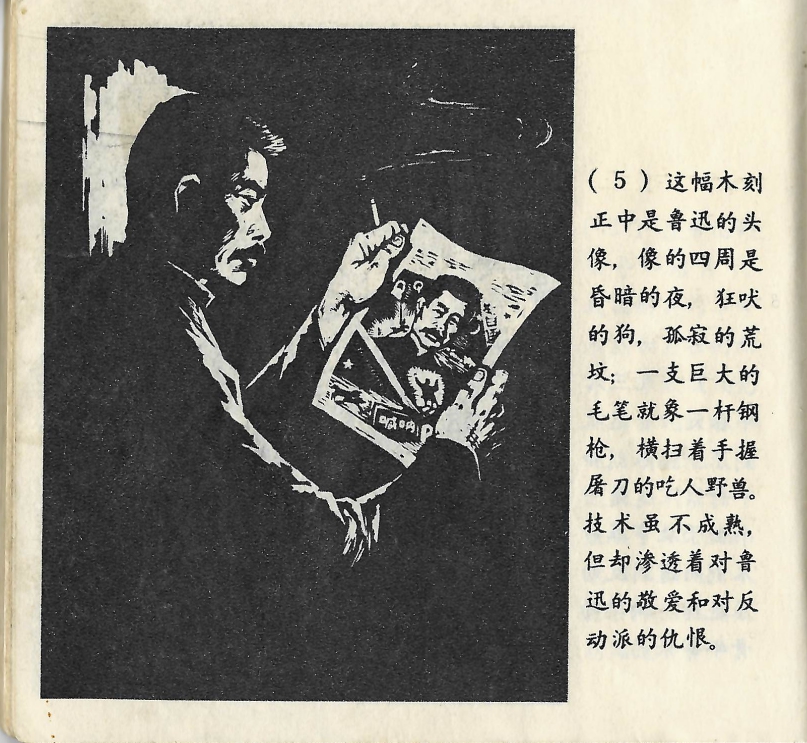 (5)这幅木刻
正中是鲁迅的头
像,像的四周是
昏暗的夜,狂吠
的狗,孤寂的荒
坟;一支巨大的
毛笔就象一杆钢
枪,横扫着手握
屠刀的吃人野兽。
技术虽不成熟,
但却渗透着对鲁
迅的敬爱和对反
动派的仇恨。
呐喊